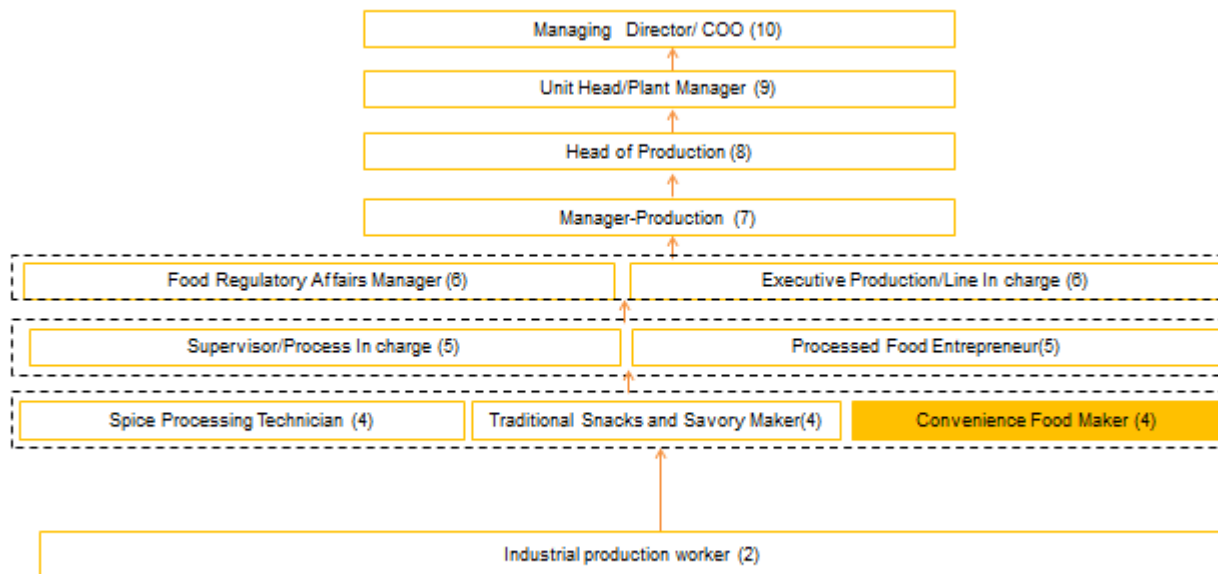 Managing Director/ COO (10)
Unit Head/Plant Manager (9)
Head of Production (8)
Manager-Production (7)
Food Regulatory Affairs Manager (6)
Executive Production/Line In charge (6)
Supervisor/Process In charge (5)
Processed Food Entrepreneur(5)
Spice Processing Technician (4)
Traditional Snacks and Savory Maker(4)
Convenience Food Maker (4)
Industrial production worker (2)